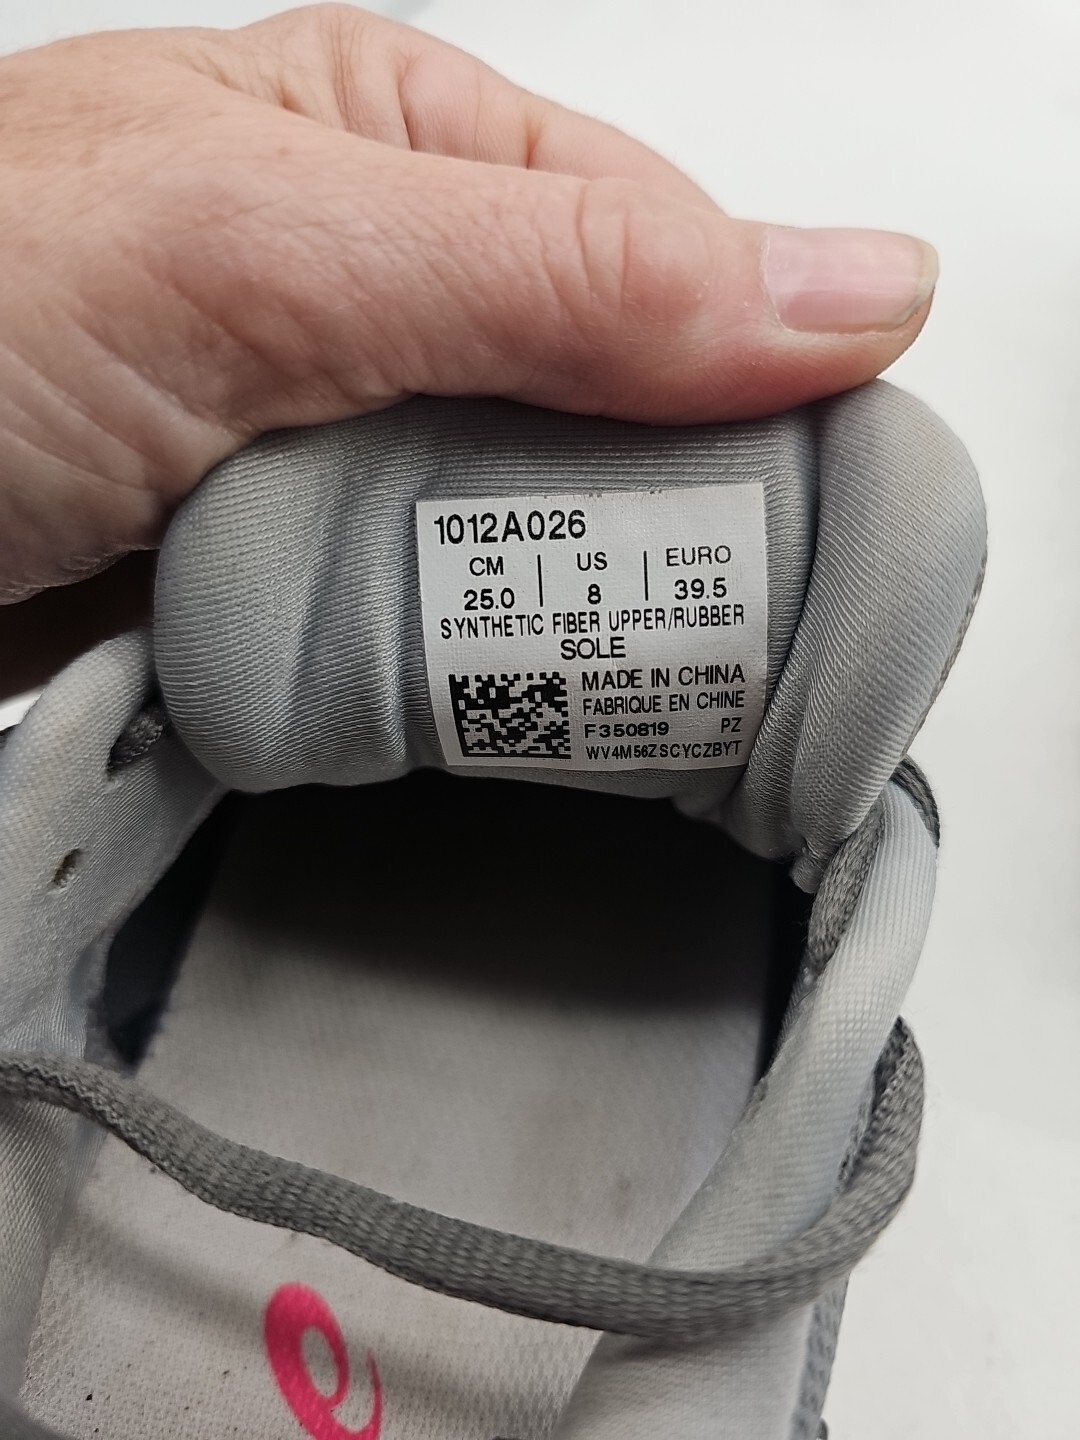 1012A026
CM | US | EURO
25.0 | 8 | 39.5
SYNTHETIC FIBER UPPER/RUBBER
SOLE
MADE IN CHINA
FABRIQUE EN CHINE
F350819 PZ
WV4M56ZSCYCZBYT